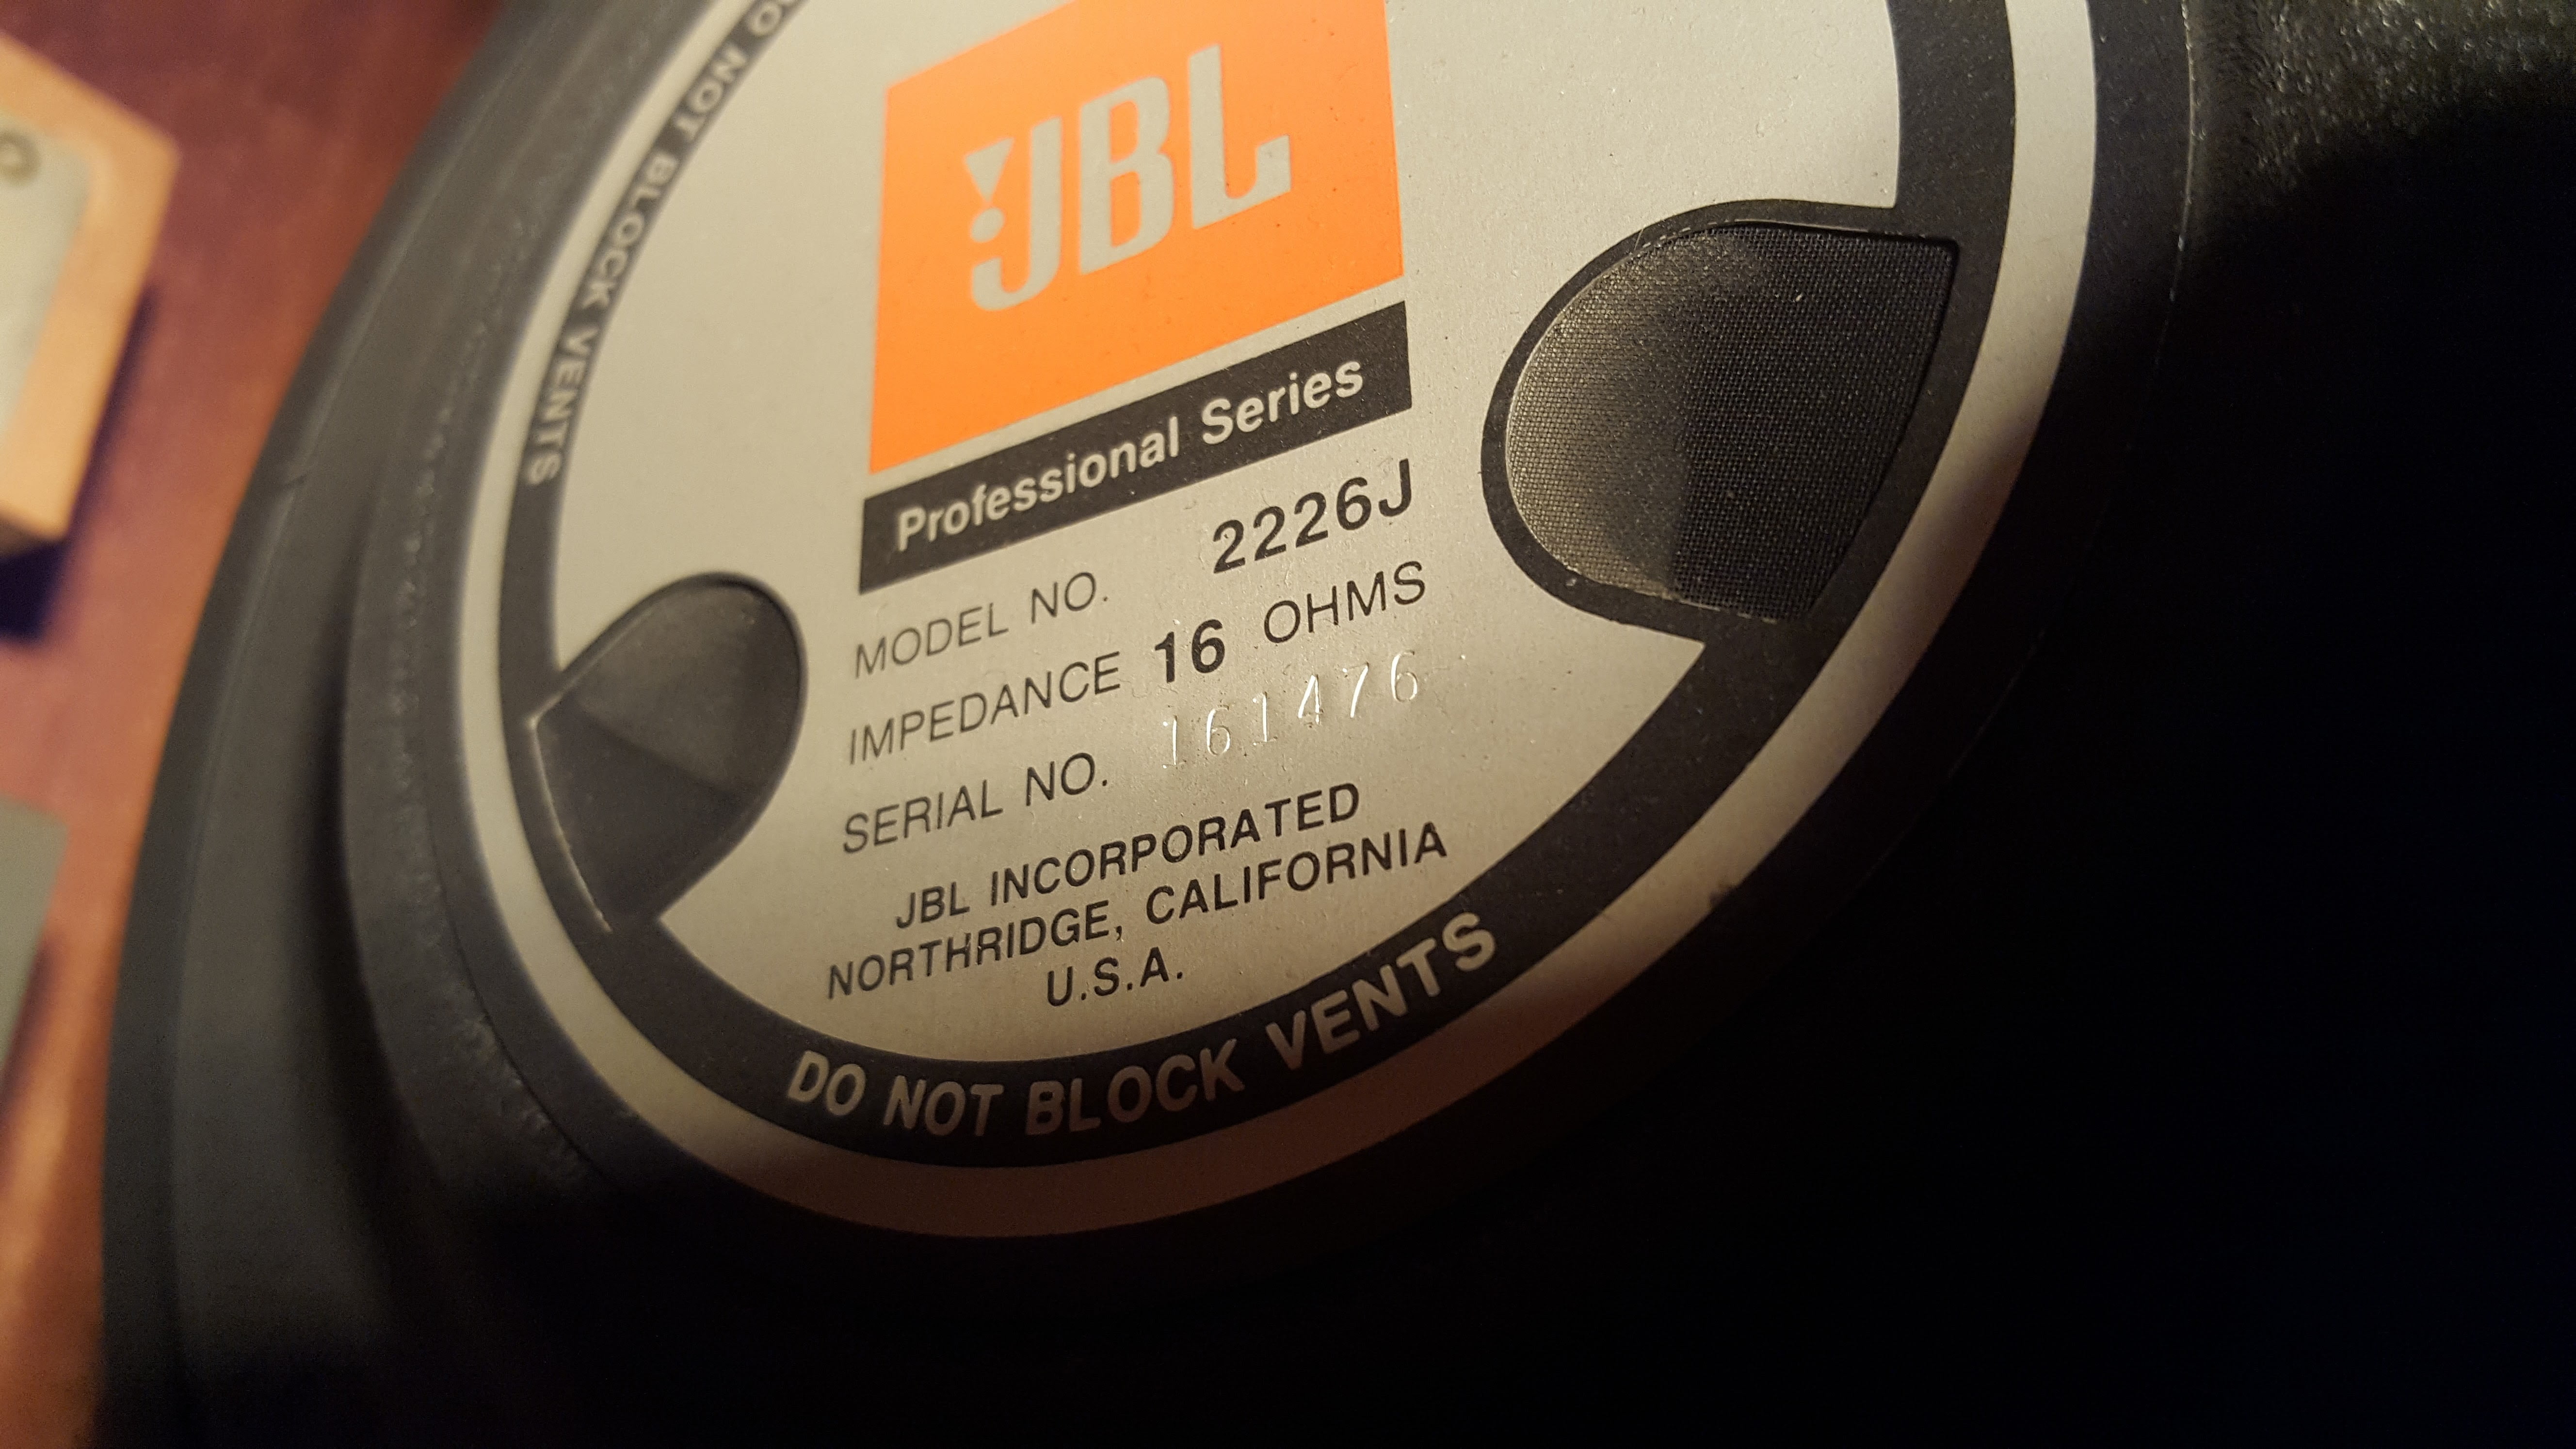 DO NOT BLOCK VENTS
JBL
Professional Series
MODEL NO. 2226J
IMPEDANCE 16 OHMS
SERIAL NO. 161476
JBL INCORPORATED
NORTHRIDGE, CALIFORNIA
U.S.A.
DO NOT BLOCK VENTS